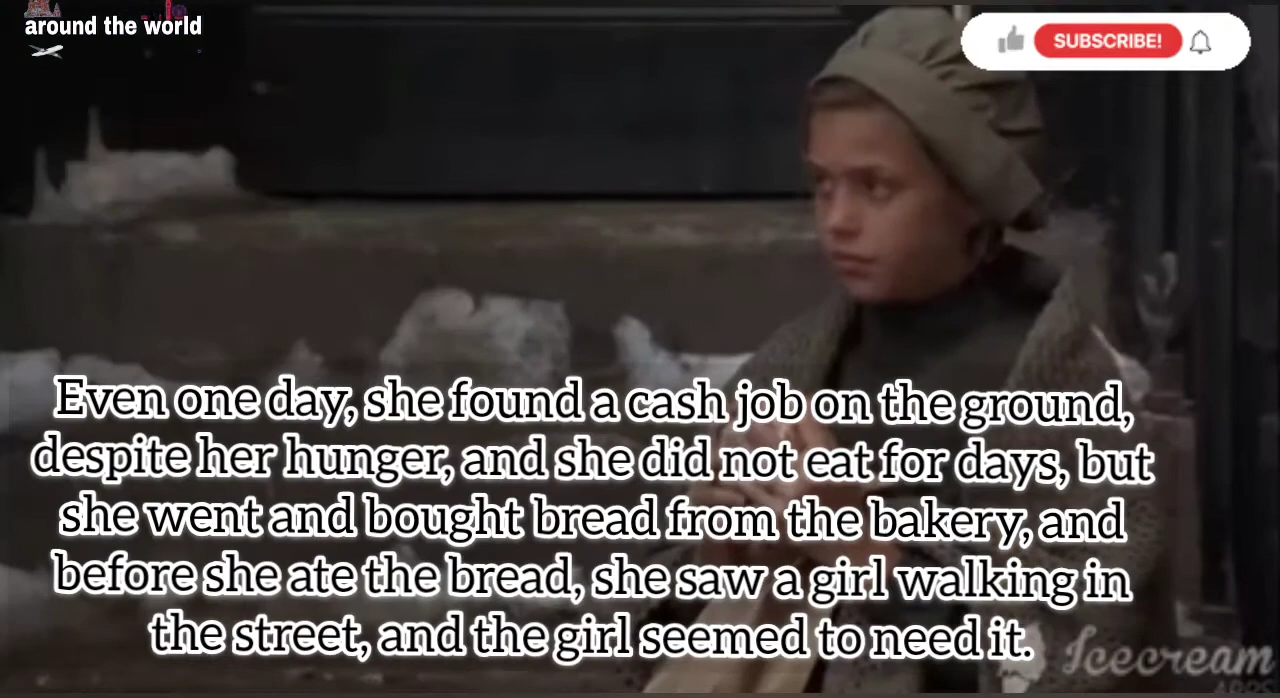 around the world
SUBSCRIBE!
Even one day, she found a cash job on the ground,
despite her hunger, and she did not eat for days, but
she went and bought bread from the bakery, and
before she ate the bread, she saw a girl walking in
the street, and the girl seemed to need it.
Icecream
APPS